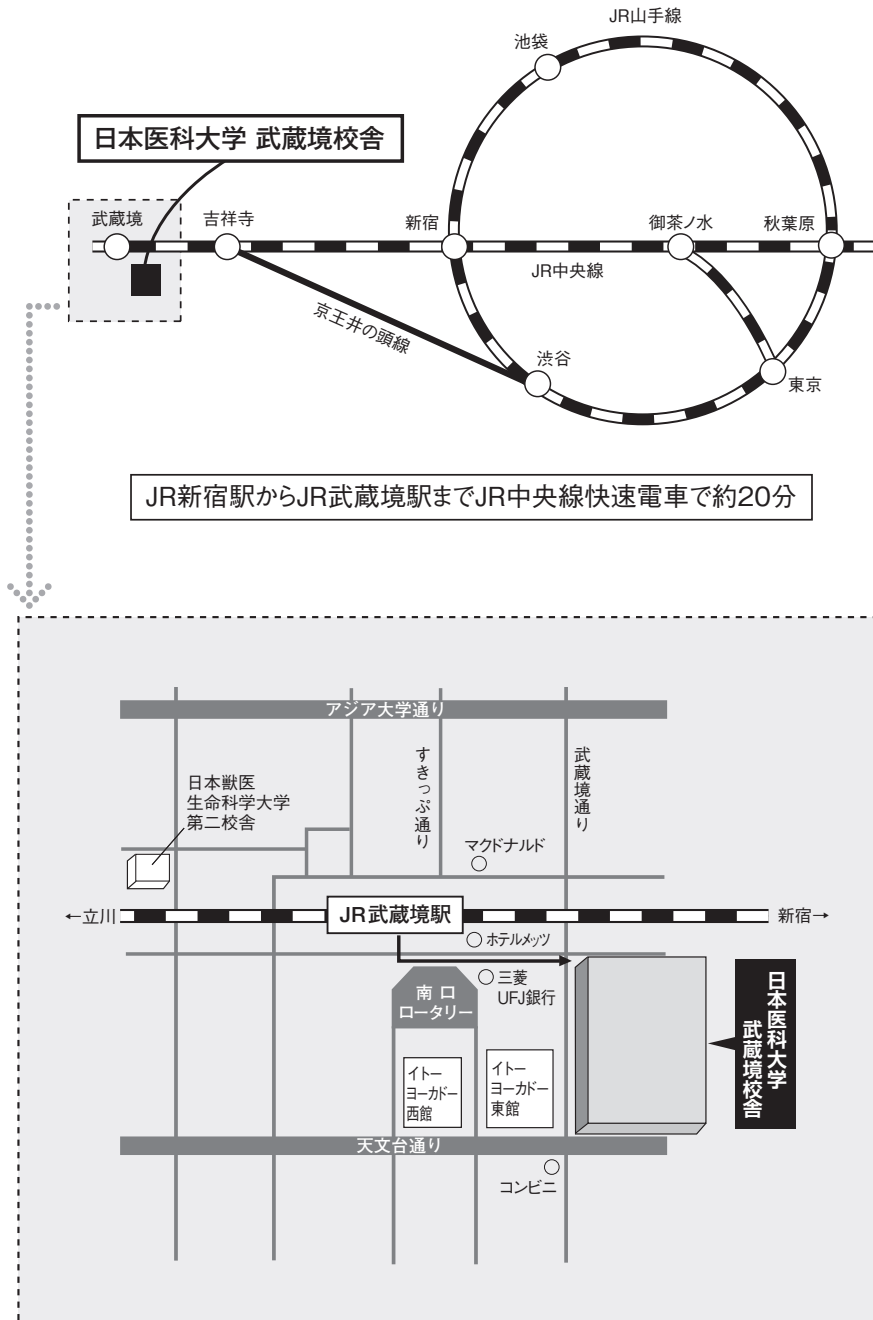 JR山手線
池袋
日本医科大学 武蔵境校舎
武蔵境
吉祥寺
新宿
御茶ノ水
秋葉原
JR中央線
京王井の頭線
渋谷
東京
JR新宿駅からJR武蔵境駅までJR中央線快速電車で約20分
アジア大学通り
すきっぷ通り
武蔵境通り
日本獣医
生命科学大学
第二校舎
マクドナルド
←立川
JR武蔵境駅
新宿→
ホテルメッツ
三菱
UFJ銀行
南口
ロータリー
日本医科大学
武蔵境校舎
イトー
ヨーカドー
西館
イトー
ヨーカドー
東館
天文台通り
コンビニ